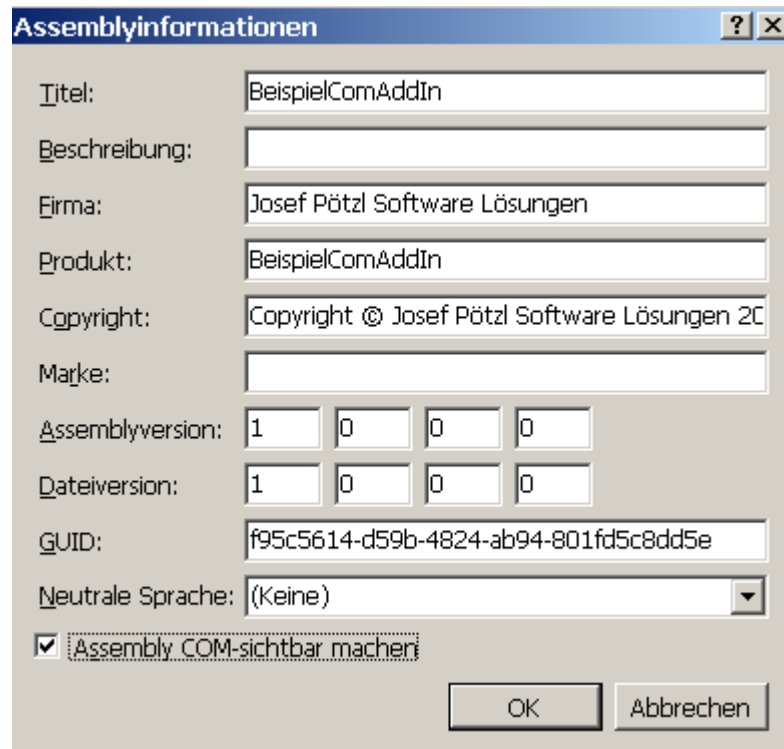 Assemblyinformationen
Titel: BeispielComAddIn
Beschreibung:
Firma: Josef Pötzl Software Lösungen
Produkt: BeispielComAddIn
Copyright: Copyright © Josef Pötzl Software Lösungen
Marke:
Assemblyversion: 1 0 0 0
Dateiversion: 1 0 0 0
GUID: f95c5614-d59b-4824-ab94-801fd5c8dd5e
Neutrale Sprache: (Keine)
Assembly COM-sichtbar machen
OK Abbrechen